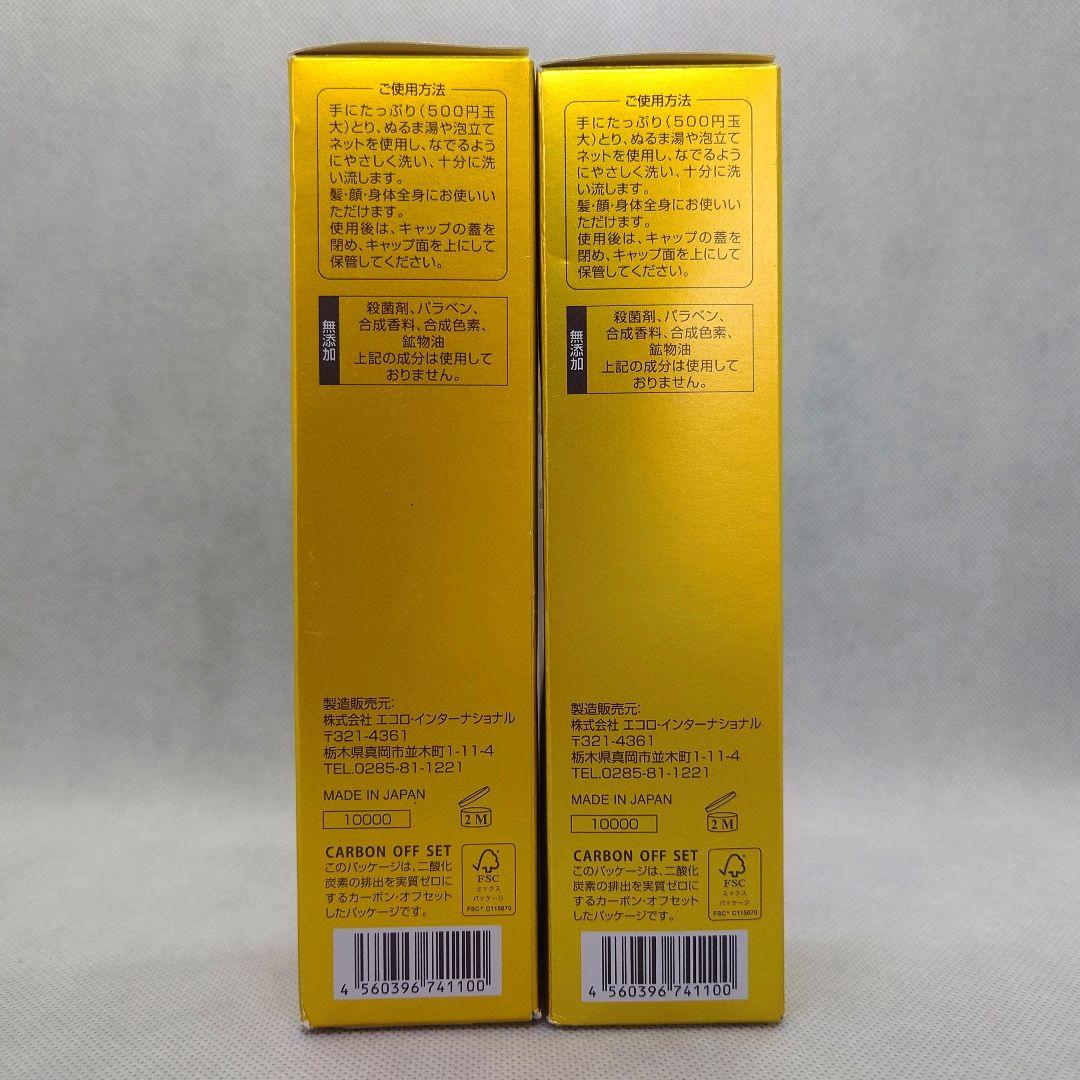 ご使用方法
手にたっぷり(500円玉
大)とり、ぬるま湯や泡立て
ネットを使用し、なでるよう
にやさしく洗い、十分に洗
い流します。
髪・顔・身体全身にお使いい
ただけます。
使用後は、キャップの蓋を
閉め、キャップ面を上にして
保管してください。
無添加
殺菌剤、パラベン、
合成香料、合成色素、
鉱物油
上記の成分は使用して
おりません。
製造販売元:
株式会社 エコロ・インターナショナル
〒321-4361
栃木県真岡市並木町1-11-4
TEL.0285-81-1221
MADE IN JAPAN
10000
2 M
CARBON OFF SET
このパッケージは、二酸化
炭素の排出を実質ゼロに
するカーボン・オフセット
したパッケージです。
FSC
ミックス
パッケージ
FSC® C115670
4 560396 741100
ご使用方法
手にたっぷり(500円玉
大)とり、ぬるま湯や泡立て
ネットを使用し、なでるよう
にやさしく洗い、十分に洗
い流します。
髪・顔・身体全身にお使いい
ただけます。
使用後は、キャップの蓋を
閉め、キャップ面を上にして
保管してください。
無添加
殺菌剤、パラベン、
合成香料、合成色素、
鉱物油
上記の成分は使用して
おりません。
製造販売元:
株式会社 エコロ・インターナショナル
〒321-4361
栃木県真岡市並木町1-11-4
TEL.0285-81-1221
MADE IN JAPAN
10000
2 M
CARBON OFF SET
このパッケージは、二酸化
炭素の排出を実質ゼロに
するカーボン・オフセット
したパッケージです。
FSC
ミックス
パッケージ
FSC® C115670
4 560396 741100